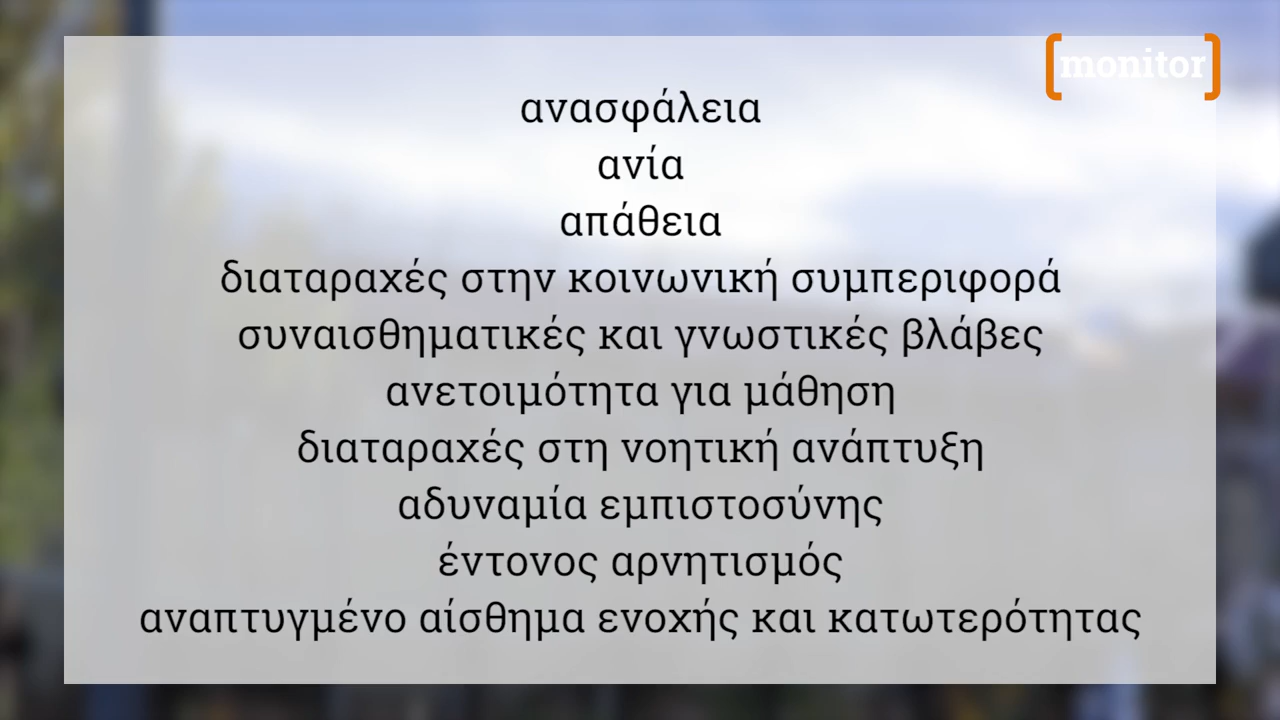 [monitor]
ανασφάλεια
ανία
απάθεια
διαταραχές στην κοινωνική συμπεριφορά
συναισθηματικές και γνωστικές βλάβες
ανετοιμότητα για μάθηση
διαταραχές στη νοητική ανάπτυξη
αδυναμία εμπιστοσύνης
έντονος αρνητισμός
αναπτυγμένο αίσθημα ενοχής και κατωτερότητας